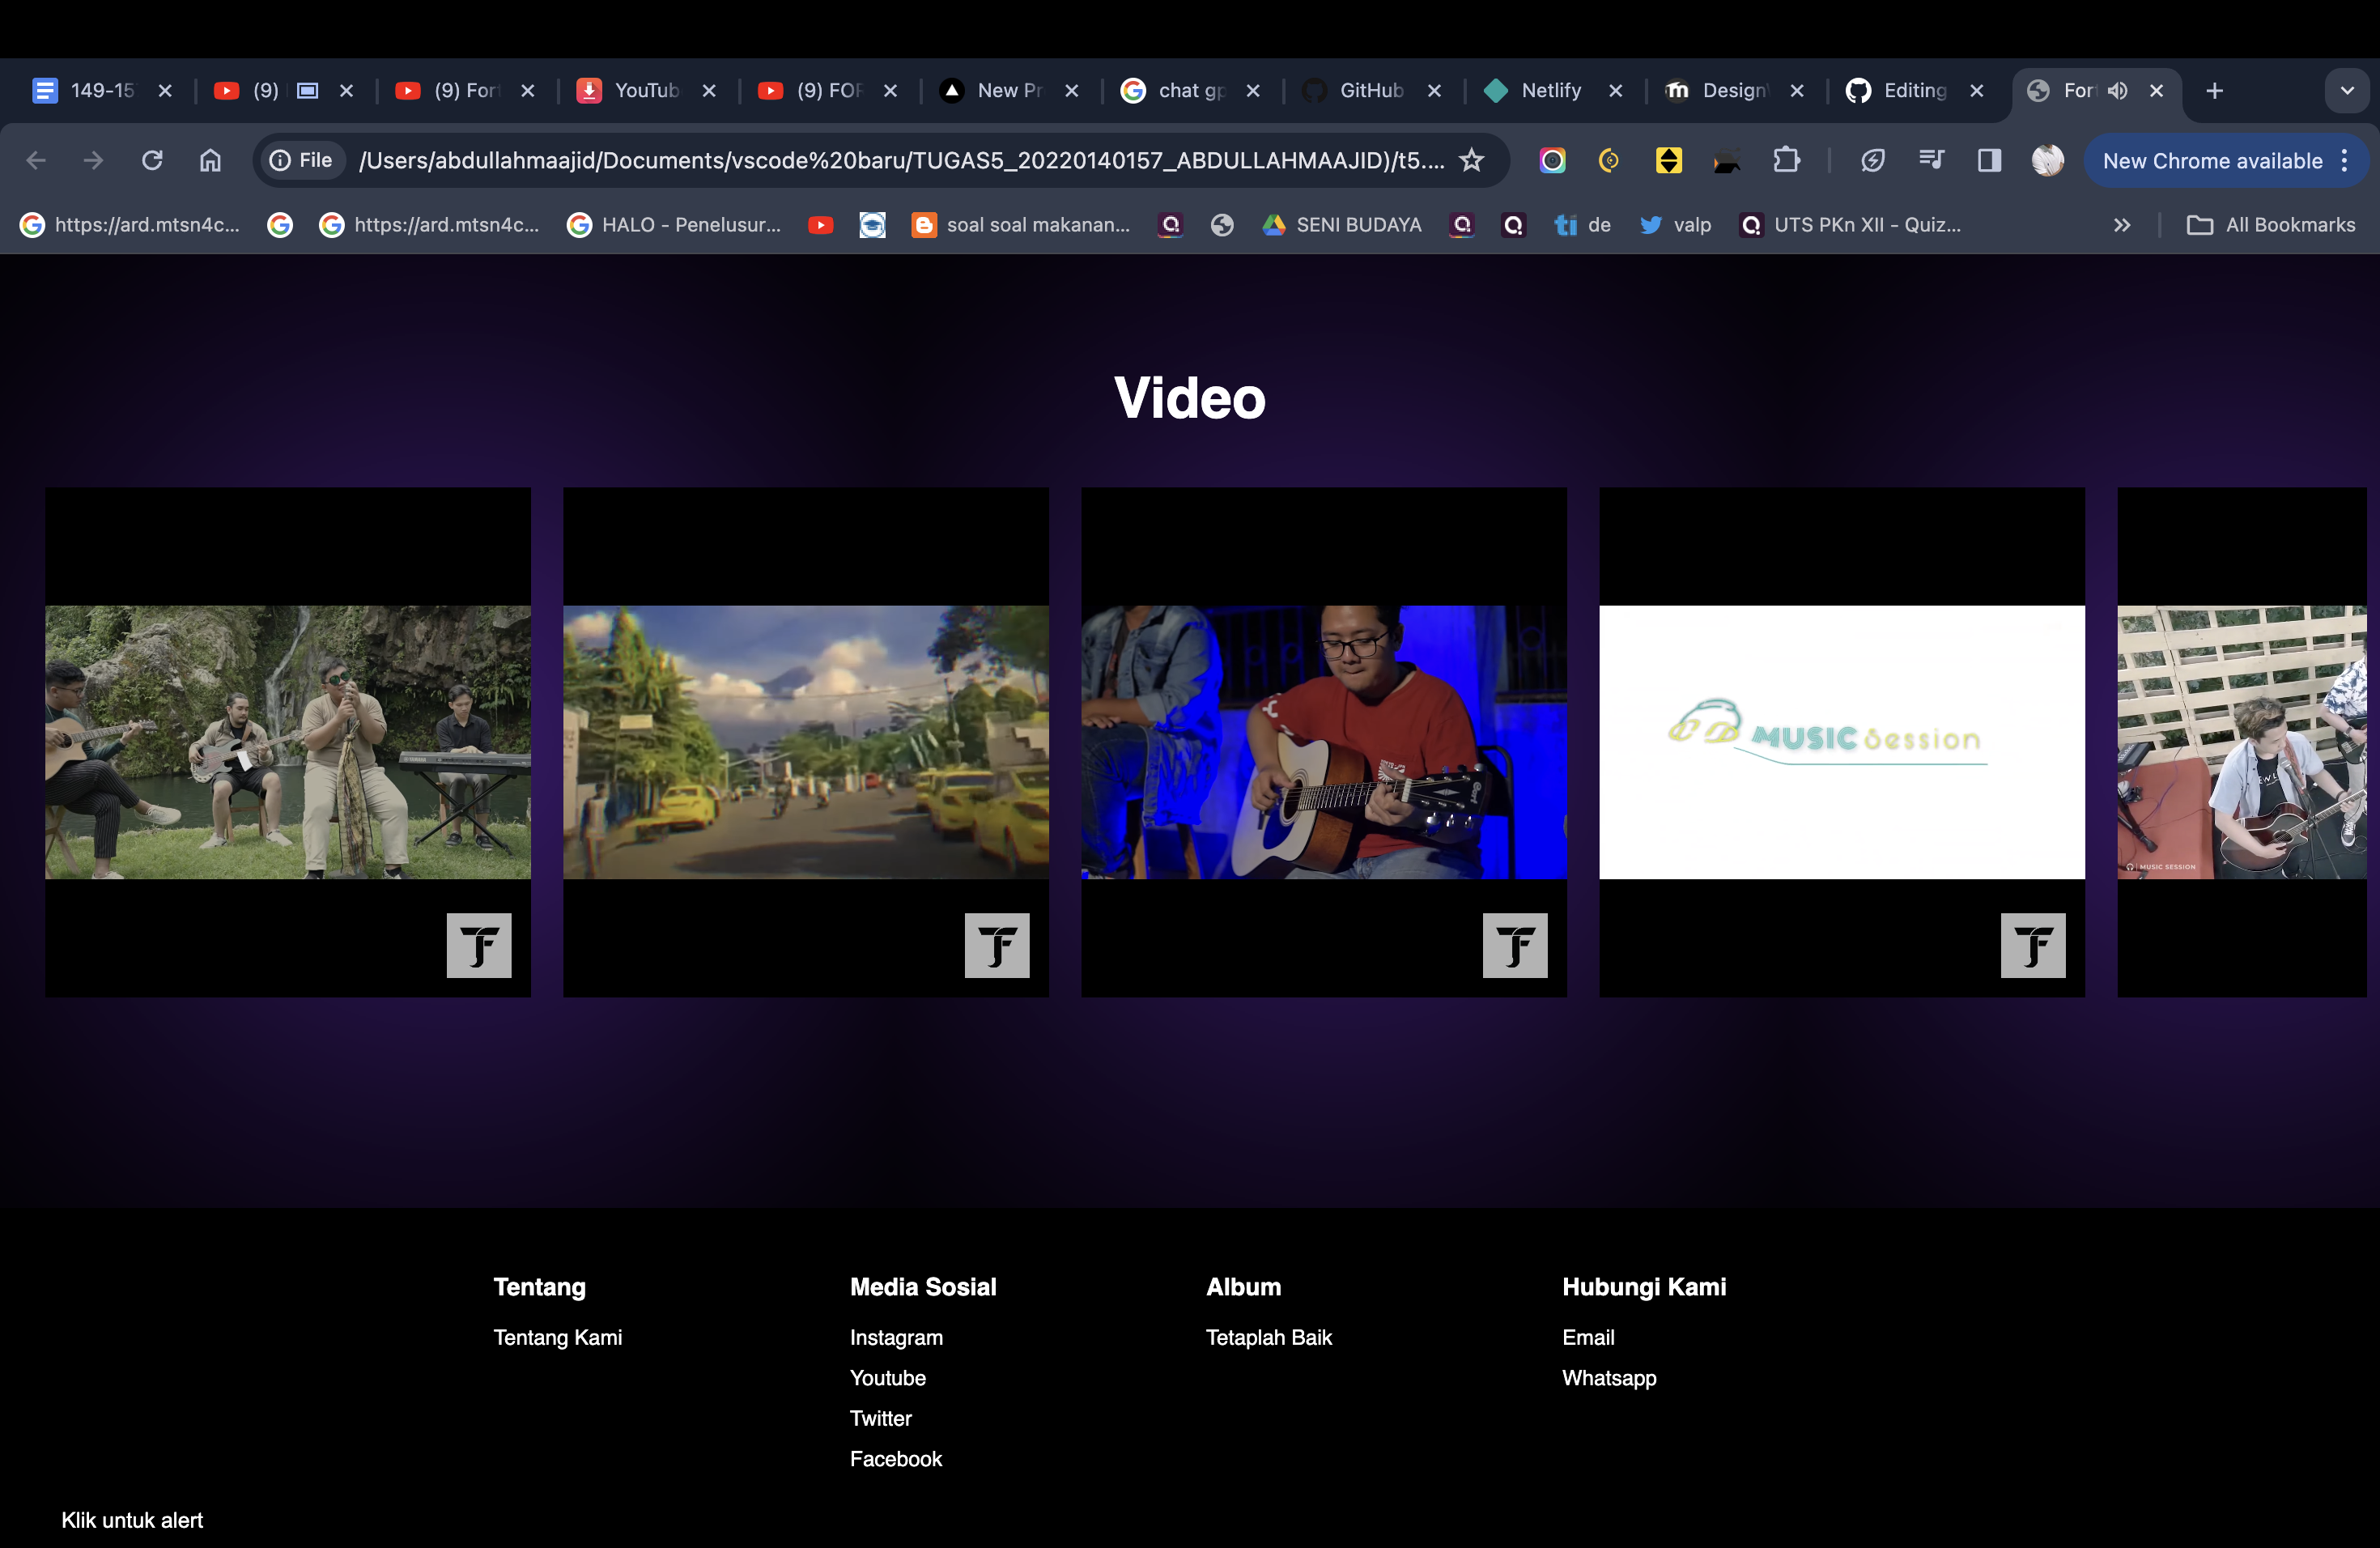 149-15
(9)
(9) For
YouTub
(9) FOR
New Pr
chat gp
GitHub
Netlify
Design
Editing
For
File
/Users/abdullahmaajid/Documents/vscode%20baru/TUGAS5_20220140157_ABDULLAHMAAJID)/t5....
New Chrome available
https://ard.mtsn4c...
https://ard.mtsn4c...
HALO - Penelusur...
soal soal makanan...
SENI BUDAYA
de
valp
UTS PKn XII - Quiz...
All Bookmarks
Video
MUSIC Session
MUSIC SESSION
Tentang
Tentang Kami
Media Sosial
Instagram
Youtube
Twitter
Facebook
Album
Tetaplah Baik
Hubungi Kami
Email
Whatsapp
Klik untuk alert